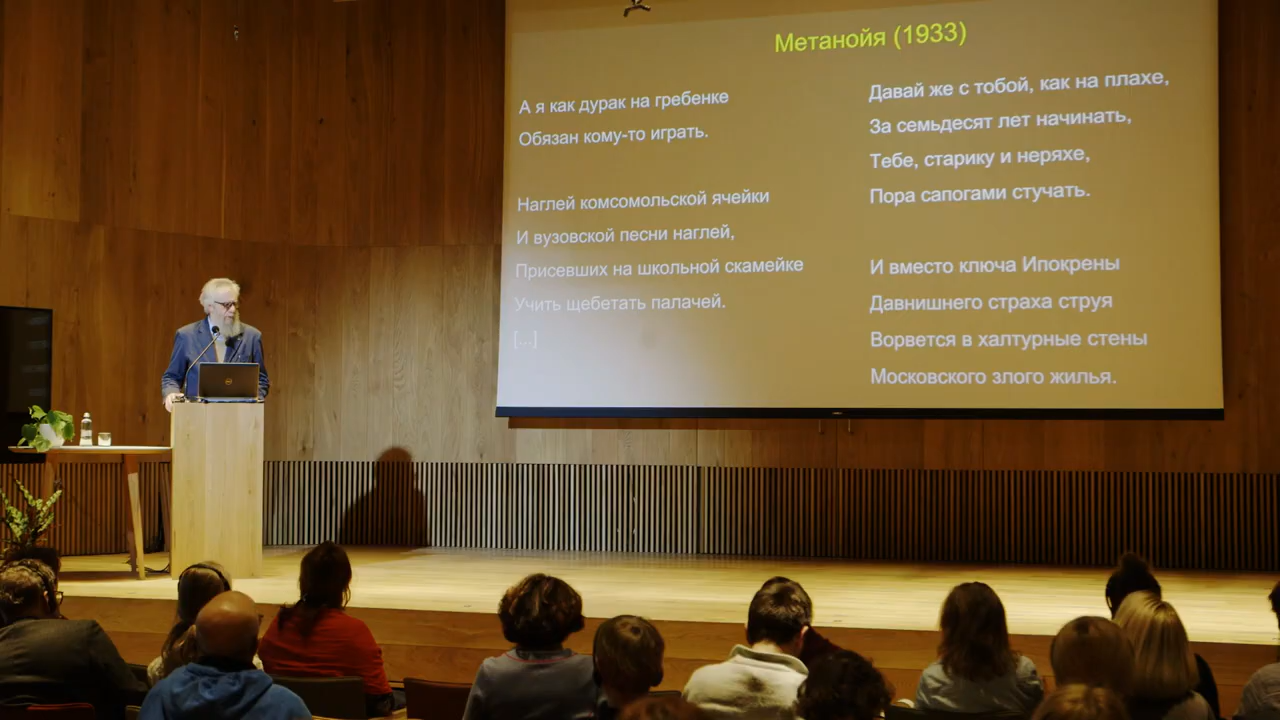 Метанойя (1933)
А я как дурак на гребенке
Обязан кому-то играть.
Наглей комсомольской ячейки
И вузовской песни наглей,
Присевших на школьной скамейке
Учить щебетать палачей.
[...]
Давай же с тобой, как на плахе,
За семьдесят лет начинать,
Тебе, старику и неряхе,
Пора сапогами стучать.
И вместо ключа Ипокрены
Давнишнего страха струя
Ворвется в халтурные стены
Московского злого жилья.